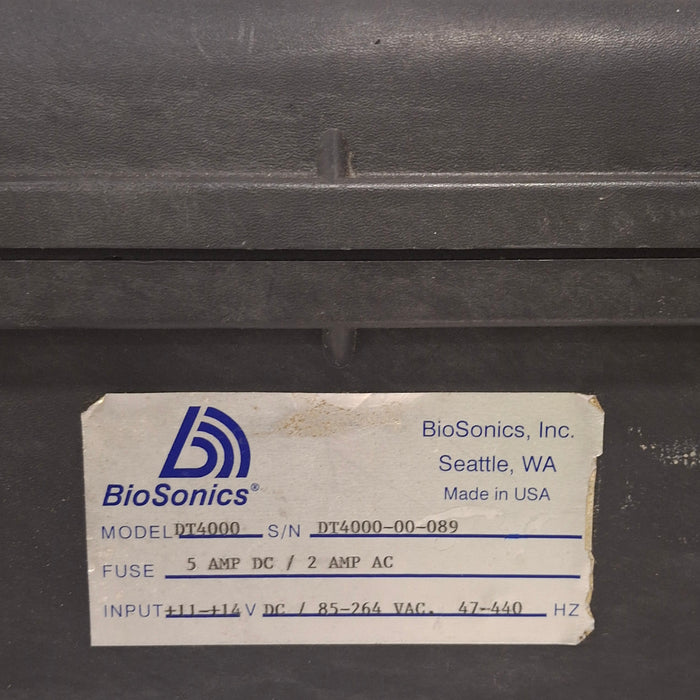 BioSonics®
BioSonics, Inc.
Seattle, WA
Made in USA
MODEL DT4000 S/N DT4000-00-089
FUSE 5 AMP DC / 2 AMP AC
INPUT +11-+14 V DC / 85-264 VAC. 47-440 HZ